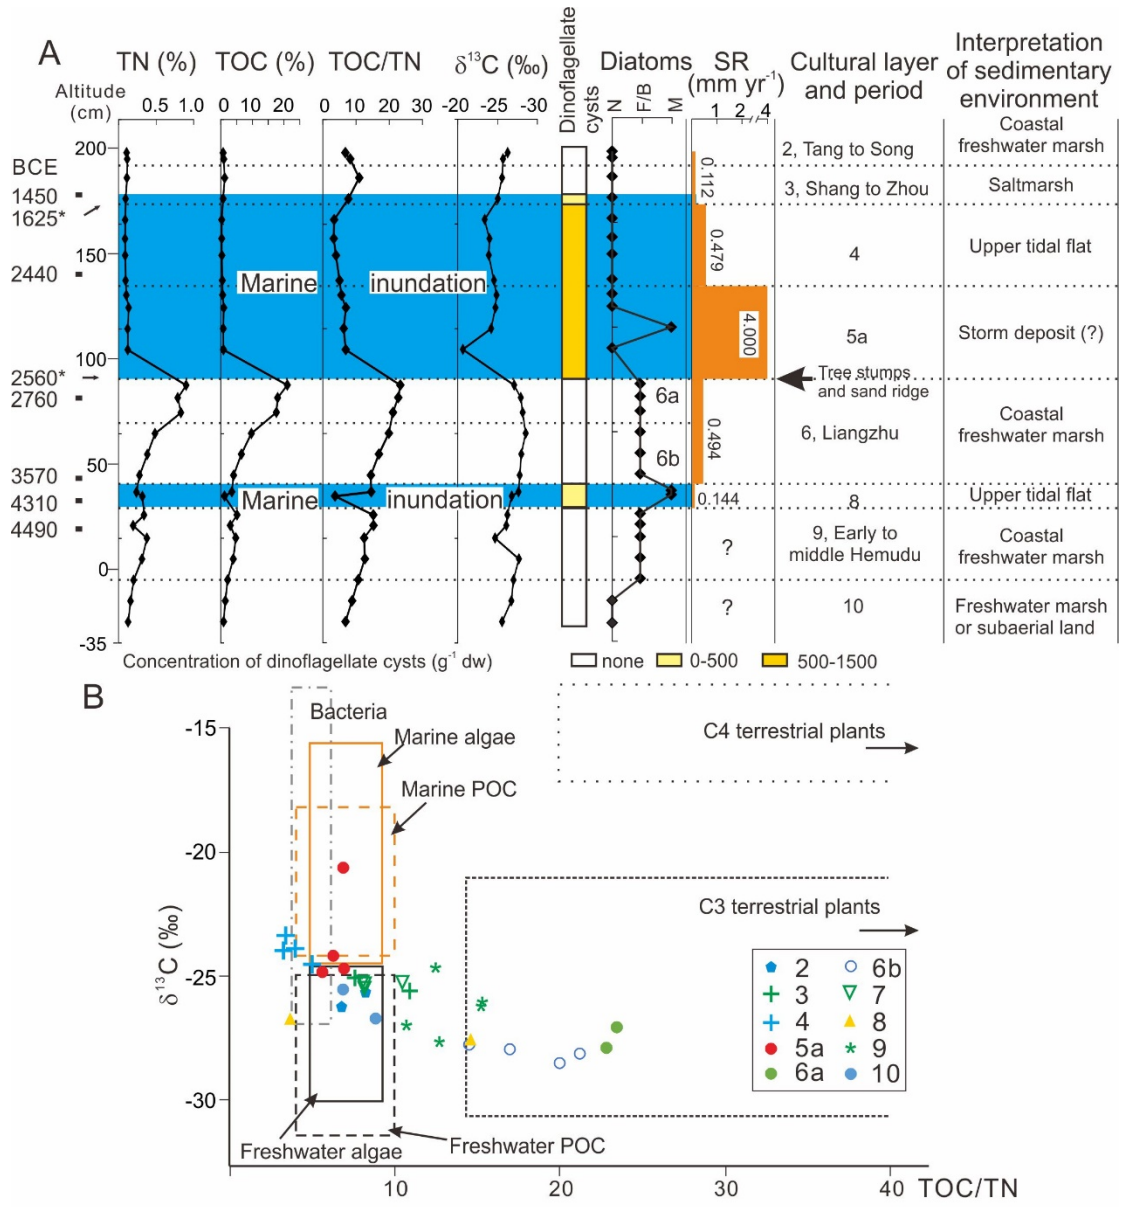 A
TN (%)
TOC (%)
TOC/TN
δ¹³C (‰)
Dinoflagellate
cysts
Diatoms
SR
(mm yr⁻¹)
Cultural layer
and period
Interpretation
of sedimentary
environment
Altitude
(cm)
0.5 1.0
0 10 20
0 10 20 30
-20 -25 -30
N F/B M
1 2 4
200
150
100
50
0
-35
BCE
1450
1625*
2440
2560*
2760
3570
4310
4490
Marine inundation
Marine inundation
6a
6b
0.112
0.479
4.000
0.494
0.144
?
?
2, Tang to Song
3, Shang to Zhou
4
5a
Tree stumps
and sand ridge
6, Liangzhu
8
9, Early to
middle Hemudu
10
Coastal
freshwater marsh
Saltmarsh
Upper tidal flat
Storm deposit (?)
Coastal
freshwater marsh
Upper tidal flat
Coastal
freshwater marsh
Freshwater marsh
or subaerial land
Concentration of dinoflagellate cysts (g⁻¹ dw)
none
0-500
500-1500
B
Bacteria
Marine algae
Marine POC
C4 terrestrial plants
C3 terrestrial plants
Freshwater algae
Freshwater POC
-15
-20
-25
-30
δ¹³C (‰)
2
3
4
5a
6a
6b
7
8
9
10
10 20 30 40
TOC/TN